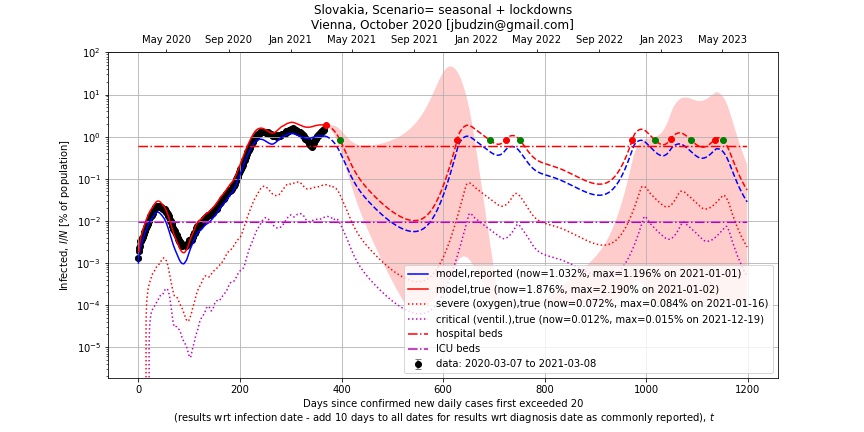 Slovakia, Scenario= seasonal + lockdowns
Vienna, October 2020 [jbudzin@gmail.com]
May 2020 Sep 2020 Jan 2021 May 2021 Sep 2021 Jan 2022 May 2022 Sep 2022 Jan 2023 May 2023
10²
10¹
10⁰
10⁻¹
10⁻²
10⁻³
10⁻⁴
10⁻⁵
Infected, I/N [% of population]
model,reported (now=1.032%, max=1.196% on 2021-01-01)
model,true (now=1.876%, max=2.190% on 2021-01-02)
severe (oxygen),true (now=0.072%, max=0.084% on 2021-01-16)
critical (ventil.),true (now=0.012%, max=0.015% on 2021-12-19)
hospital beds
ICU beds
data: 2020-03-07 to 2021-03-08
0 200 400 600 800 1000 1200
Days since confirmed new daily cases first exceeded 20
(results wrt infection date - add 10 days to all dates for results wrt diagnosis date as commonly reported), t